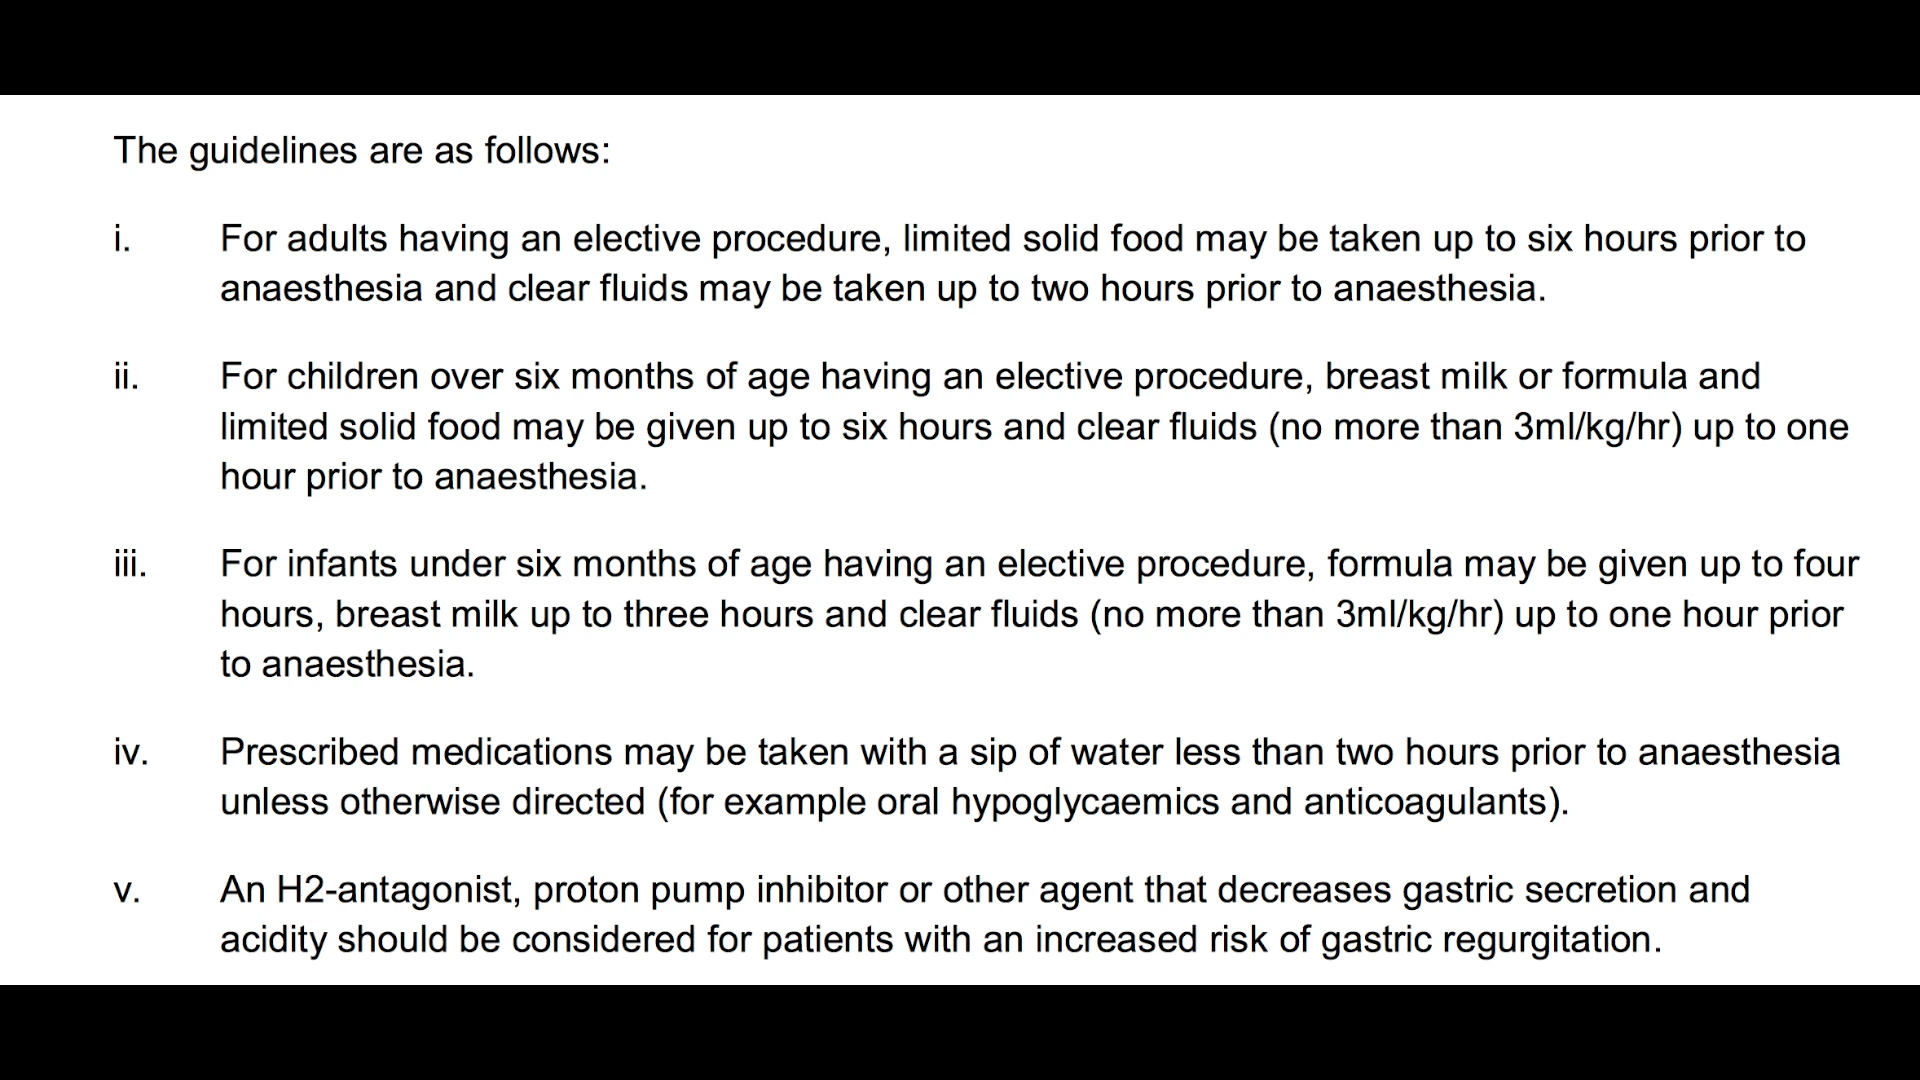 The guidelines are as follows:
i. For adults having an elective procedure, limited solid food may be taken up to six hours prior to
anaesthesia and clear fluids may be taken up to two hours prior to anaesthesia.
ii. For children over six months of age having an elective procedure, breast milk or formula and
limited solid food may be given up to six hours and clear fluids (no more than 3ml/kg/hr) up to one
hour prior to anaesthesia.
iii. For infants under six months of age having an elective procedure, formula may be given up to four
hours, breast milk up to three hours and clear fluids (no more than 3ml/kg/hr) up to one hour prior
to anaesthesia.
iv. Prescribed medications may be taken with a sip of water less than two hours prior to anaesthesia
unless otherwise directed (for example oral hypoglycaemics and anticoagulants).
v. An H2-antagonist, proton pump inhibitor or other agent that decreases gastric secretion and
acidity should be considered for patients with an increased risk of gastric regurgitation.